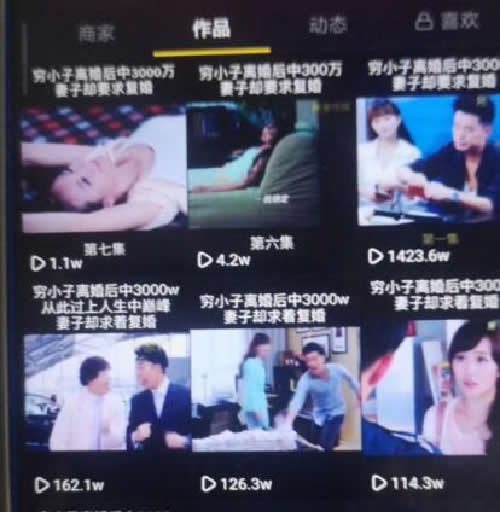 商家 作品 动态 喜欢
穷小子离婚后中3000万
妻子却要求复婚
穷小子离婚后中300万
妻子却要求复婚
穷小子离婚后中300
妻子却要求复婚
第七集
第六集
第一集
1.1w
4.2w
1423.6w
穷小子离婚后中3000w
从此过上人生中巅峰
妻子却求着复婚
穷小子离婚后中3000w
妻子却求着复婚
穷小子离婚后中300
妻子却求着复婚
162.1w
126.3w
114.3w